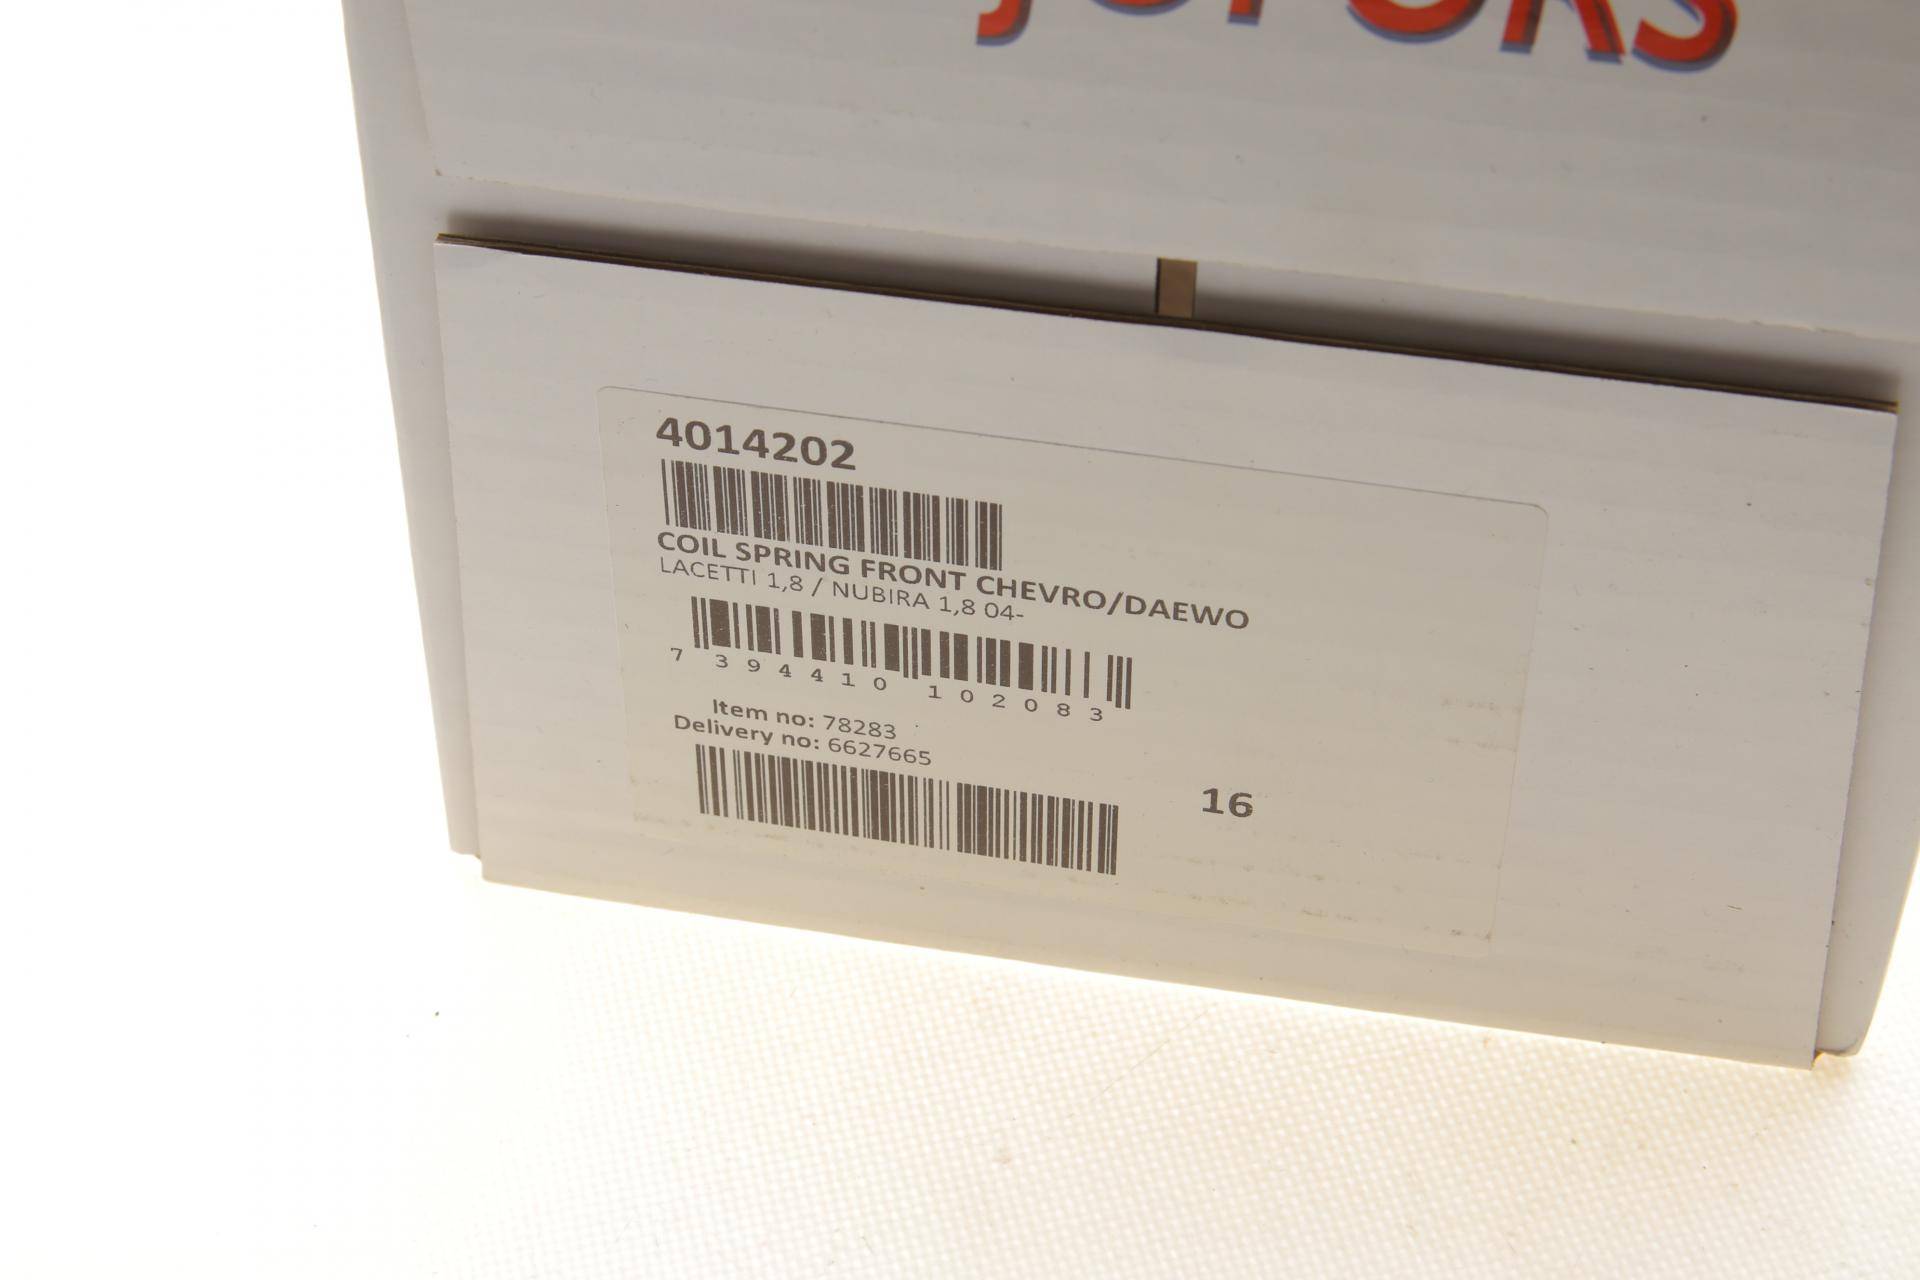 4014202
COIL SPRING FRONT CHEVRO/DAEWO
LACETTI 1,8 / NUBIRA 1,8 04-
7 394410 102083
Item no: 78283
Delivery no: 6627665
16